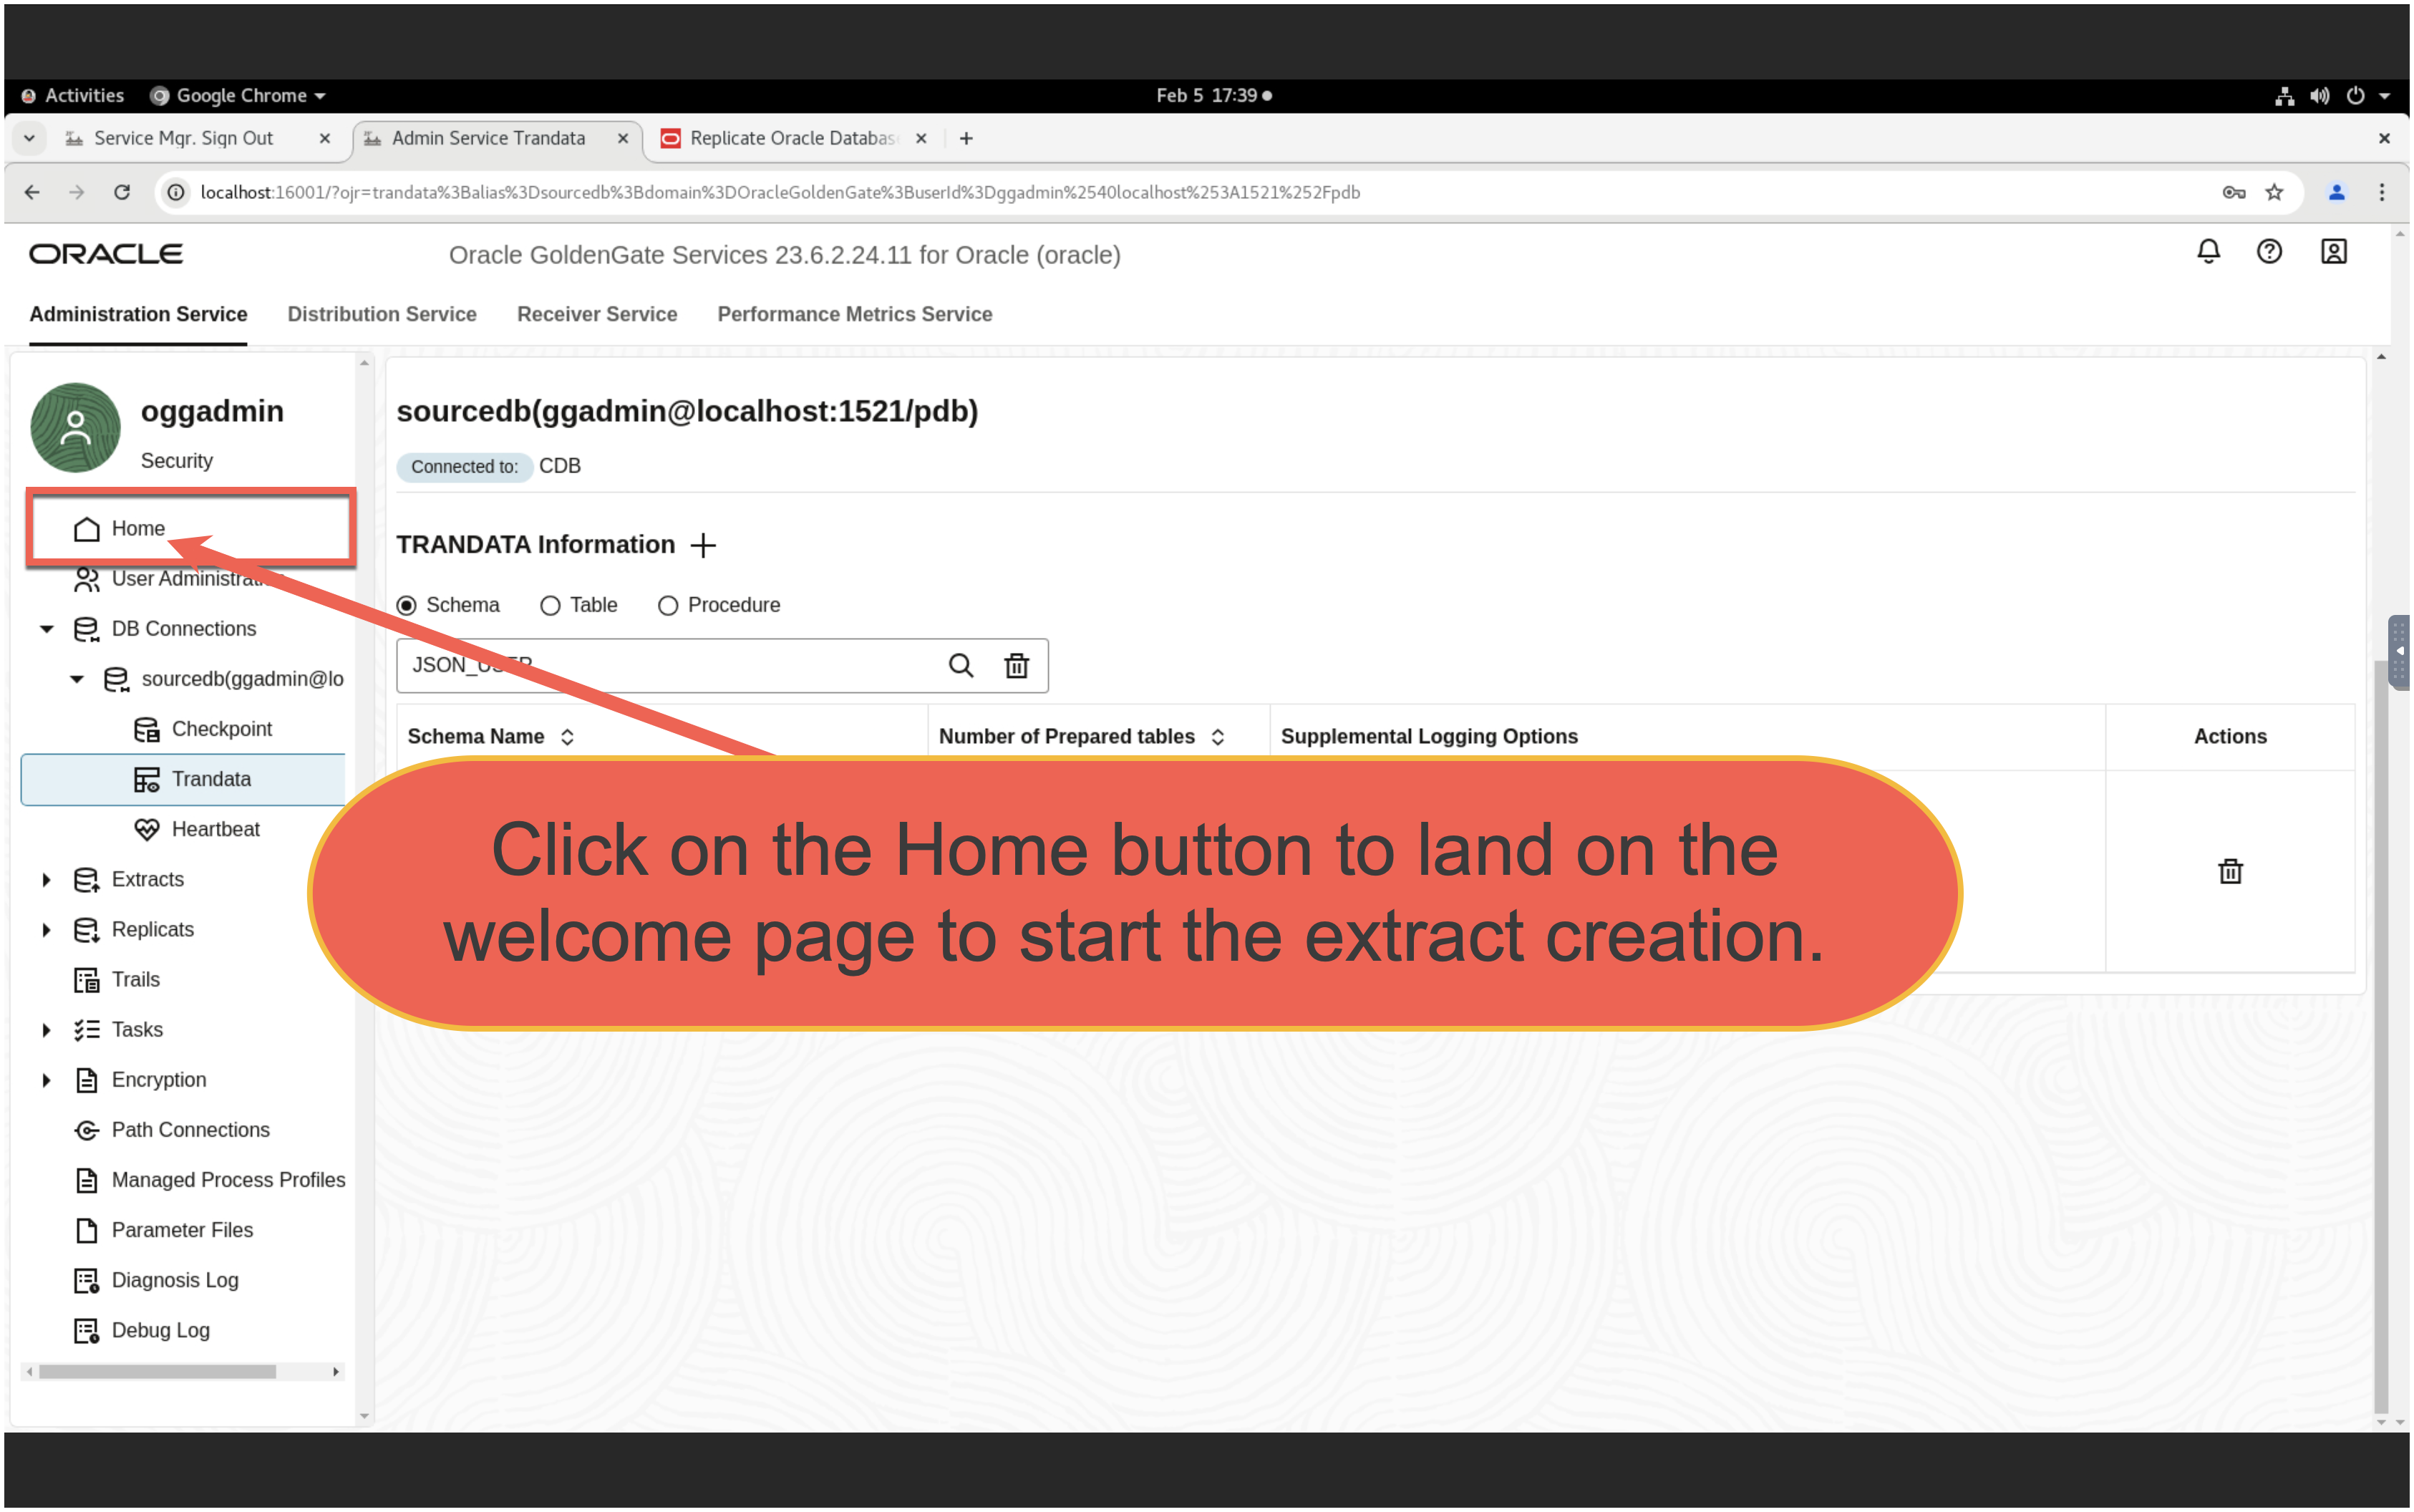 Activities Google Chrome Feb 5 17:39
Service Mgr. Sign Out Admin Service Trandata Replicate Oracle Databas
localhost:16001/?ojr=trandata%3Balias%3Dsourcedb%3Bdomain%3DOracleGoldenGate%3BuserId%3Dggadmin%2540localhost%253A1521%252Fpdb
ORACLE Oracle GoldenGate Services 23.6.2.24.11 for Oracle (oracle)
Administration Service Distribution Service Receiver Service Performance Metrics Service
oggadmin
Security
Home
User Administration
DB Connections
sourcedb(ggadmin@lo
Checkpoint
Trandata
Heartbeat
Extracts
Replicats
Trails
Tasks
Encryption
Path Connections
Managed Process Profiles
Parameter Files
Diagnosis Log
Debug Log
sourcedb(ggadmin@localhost:1521/pdb)
Connected to: CDB
TRANDATA Information
Schema Table Procedure
JSON_USER
Schema Name Number of Prepared tables Supplemental Logging Options Actions
Click on the Home button to land on the
welcome page to start the extract creation.